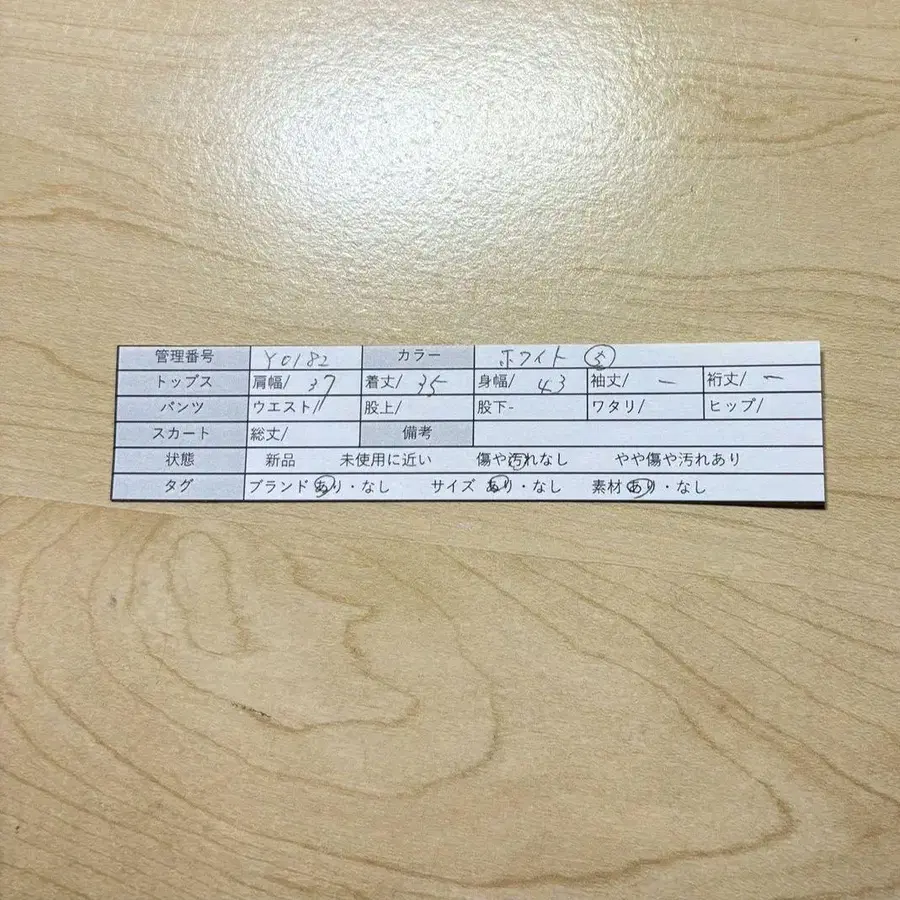 管理番号 Y0182 カラー ホワイト
トップス 肩幅/ 37 着丈/ 35 身幅/ 43 袖丈/ ー 裄丈/ ー
パンツ ウエスト/ 股上/ 股下- ワタリ/ ヒップ/
スカート 総丈/ 備考
状態 新品 未使用に近い 傷や汚れなし やや傷や汚れあり
タグ ブランド あり・なし サイズ あり・なし 素材 あり・なし